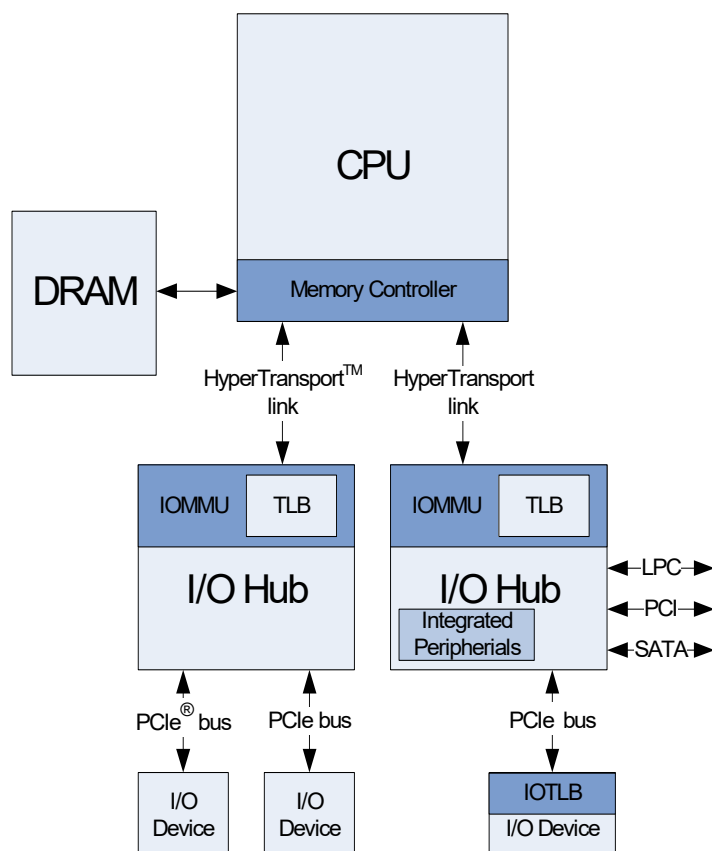 CPU
Memory Controller
DRAM
HyperTransport™
link
HyperTransport
link
IOMMU
TLB
I/O Hub
IOMMU
TLB
I/O Hub
Integrated
Peripherials
LPC
PCI
SATA
PCIe® bus
PCIe bus
PCIe bus
I/O
Device
I/O
Device
IOTLB
I/O Device